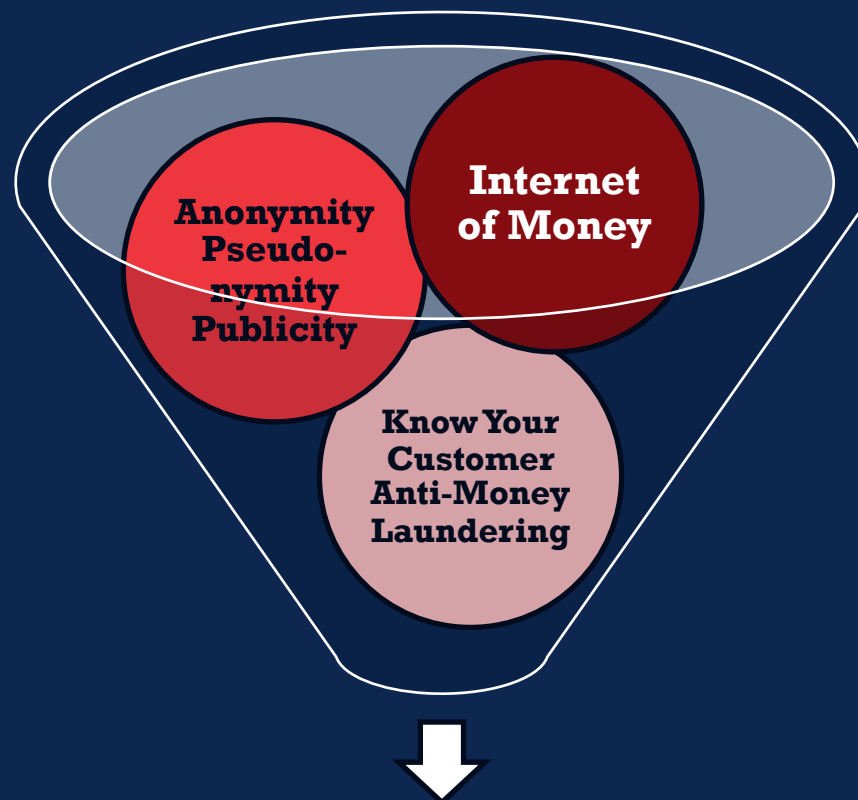 Anonymity
Pseudo-
nymity
Publicity
Internet
of Money
Know Your
Customer
Anti-Money
Laundering